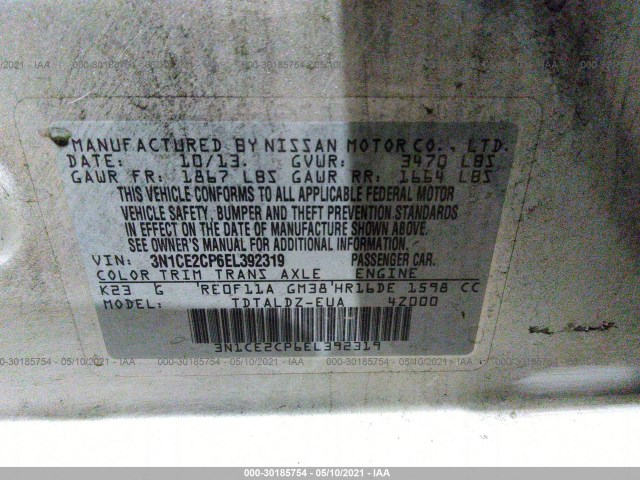 MANUFACTURED BY NISSAN MOTOR CO., LTD.
DATE: 10/13. GVWR: 3470 LBS
GAWR FR: 1867 LBS GAWR RR: 1664 LBS
THIS VEHICLE CONFORMS TO ALL APPLICABLE FEDERAL MOTOR
VEHICLE SAFETY, BUMPER AND THEFT PREVENTION STANDARDS
IN EFFECT ON THE DATE OF MANUFACTURE SHOWN ABOVE.
SEE OWNER'S MANUAL FOR ADDITIONAL INFORMATION.
VIN: 3N1CE2CP6EL392319 PASSENGER CAR.
COLOR TRIM TRANS AXLE ENGINE
K23 G RE0F11A GM38 HR16DE 1598 CC
MODEL: TDTALDZ-EUA 4Z000
3N1CE2CP6EL392319
000-30185754 - 05/10/2021 - IAA